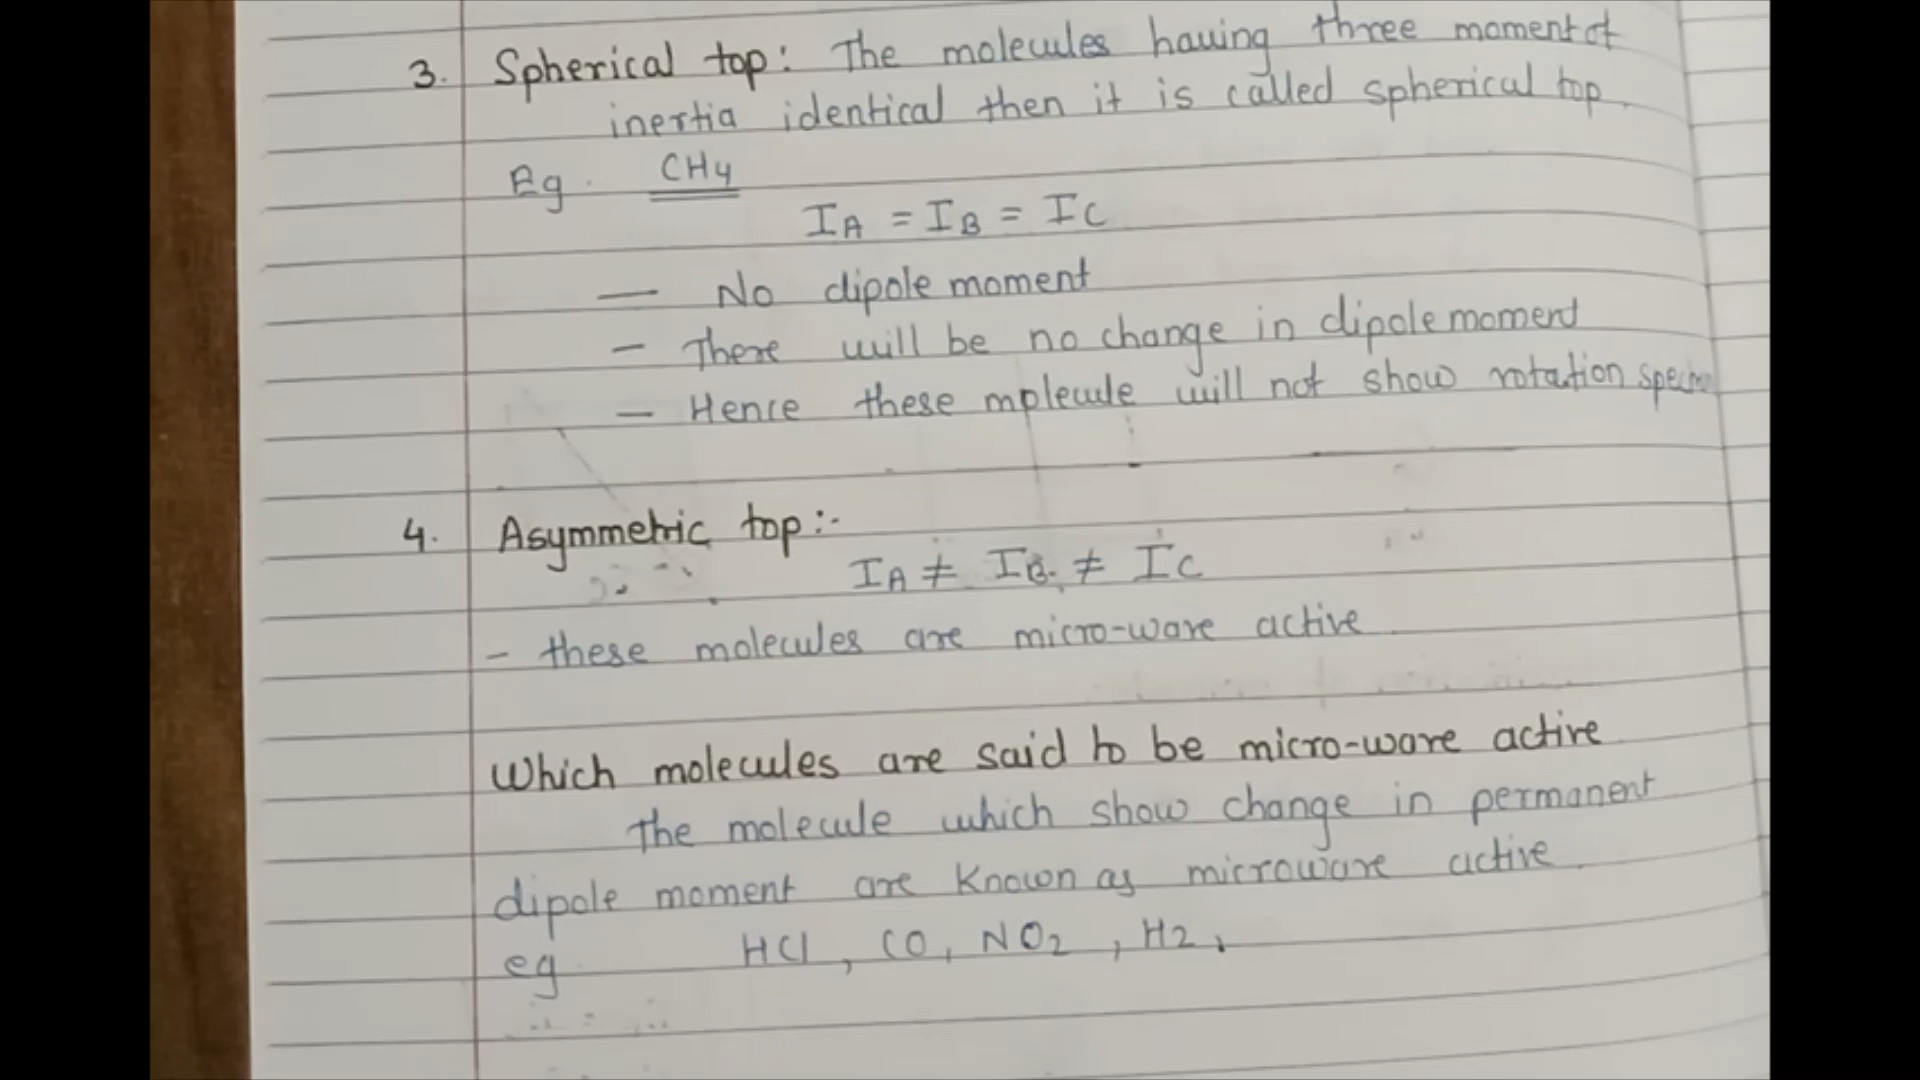 3. Spherical top: The molecules having three moment of
inertia identical then it is called spherical top.
Eg. CH4
IA = IB = IC
— No dipole moment
— There will be no change in dipole moment
— Hence these molecule will not show rotation
4. Asymmetric top:-
IA ≠ IB ≠ IC
- these molecules are micro-wave active
Which molecules are said to be micro-wave active
The molecule which show change in permanent
dipole moment are known as microwave active.
eg HCl, CO, NO2, H2.